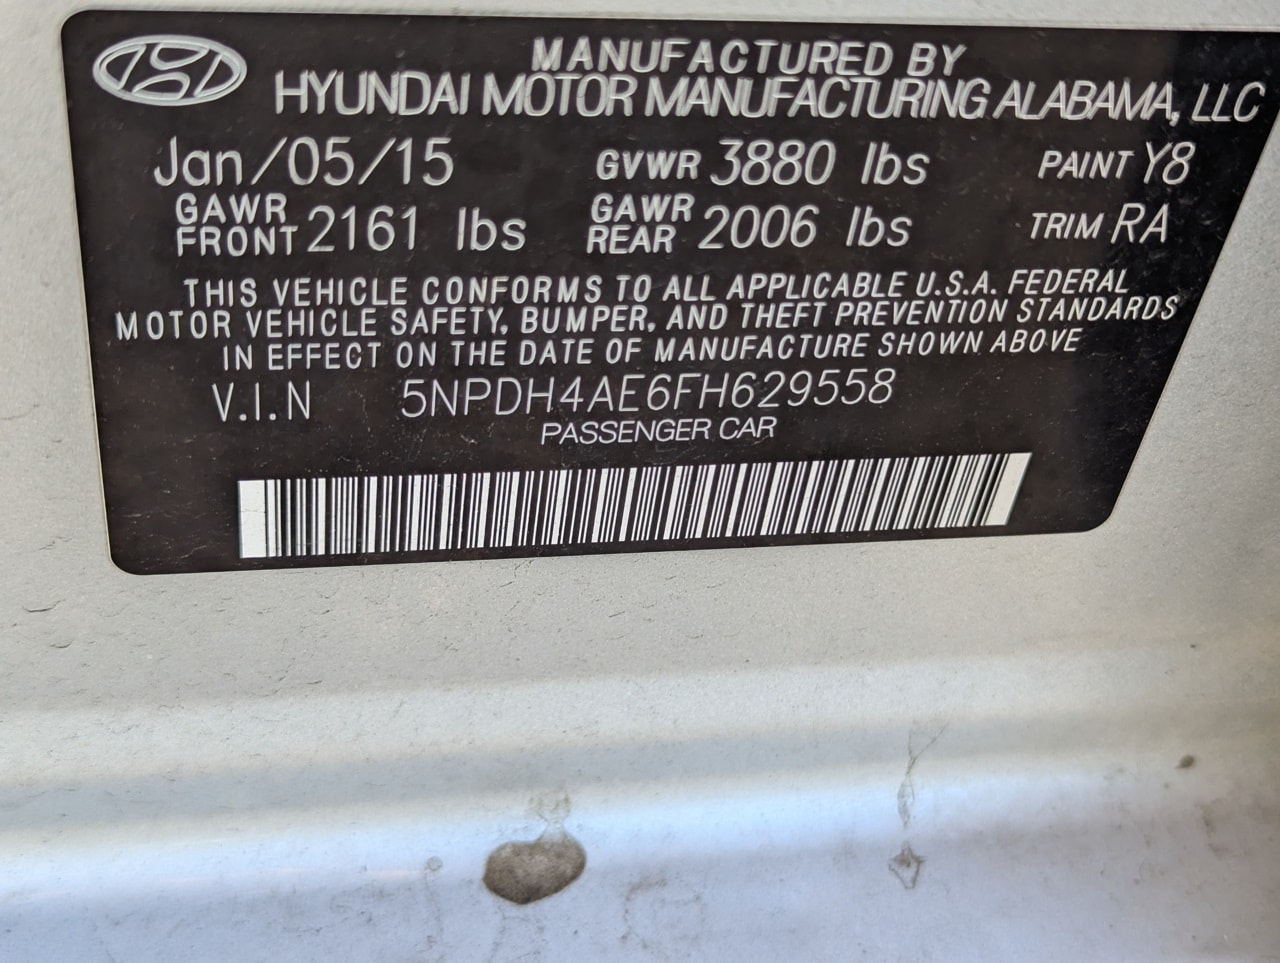 MANUFACTURED BY
HYUNDAI MOTOR MANUFACTURING ALABAMA, LLC
Jan/05/15 GVWR 3880 lbs PAINT Y8
GAWR FRONT 2161 lbs GAWR REAR 2006 lbs TRIM RA
THIS VEHICLE CONFORMS TO ALL APPLICABLE U.S.A. FEDERAL
MOTOR VEHICLE SAFETY, BUMPER, AND THEFT PREVENTION STANDARDS
IN EFFECT ON THE DATE OF MANUFACTURE SHOWN ABOVE
V.I.N 5NPDH4AE6FH629558
PASSENGER CAR